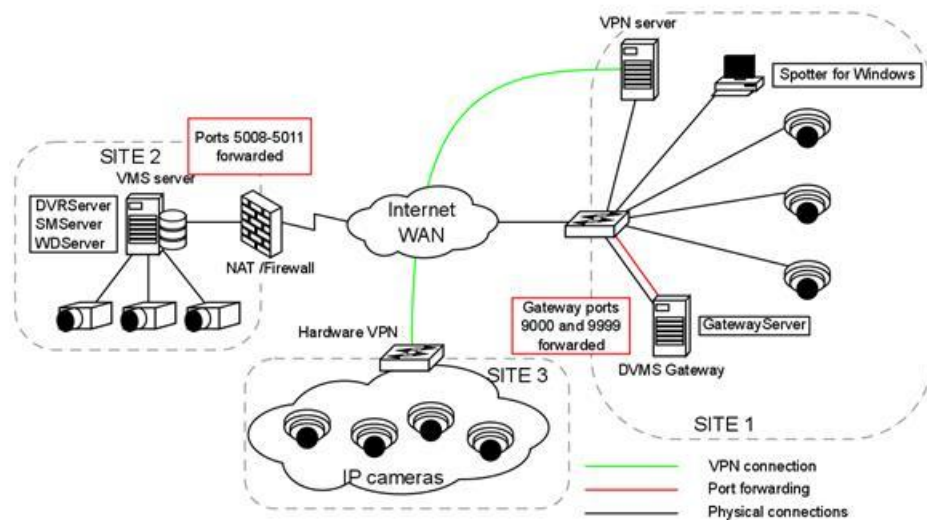 VPN server
Spotter for Windows
Ports 5008-5011
forwarded
SITE 2
VMS server
DVRServer
SMServer
WDServer
NAT /Firewall
Internet
WAN
Hardware VPN
Gateway ports
9000 and 9999
forwarded
GatewayServer
DVMS Gateway
SITE 3
SITE 1
IP cameras
VPN connection
Port forwarding
Physical connections